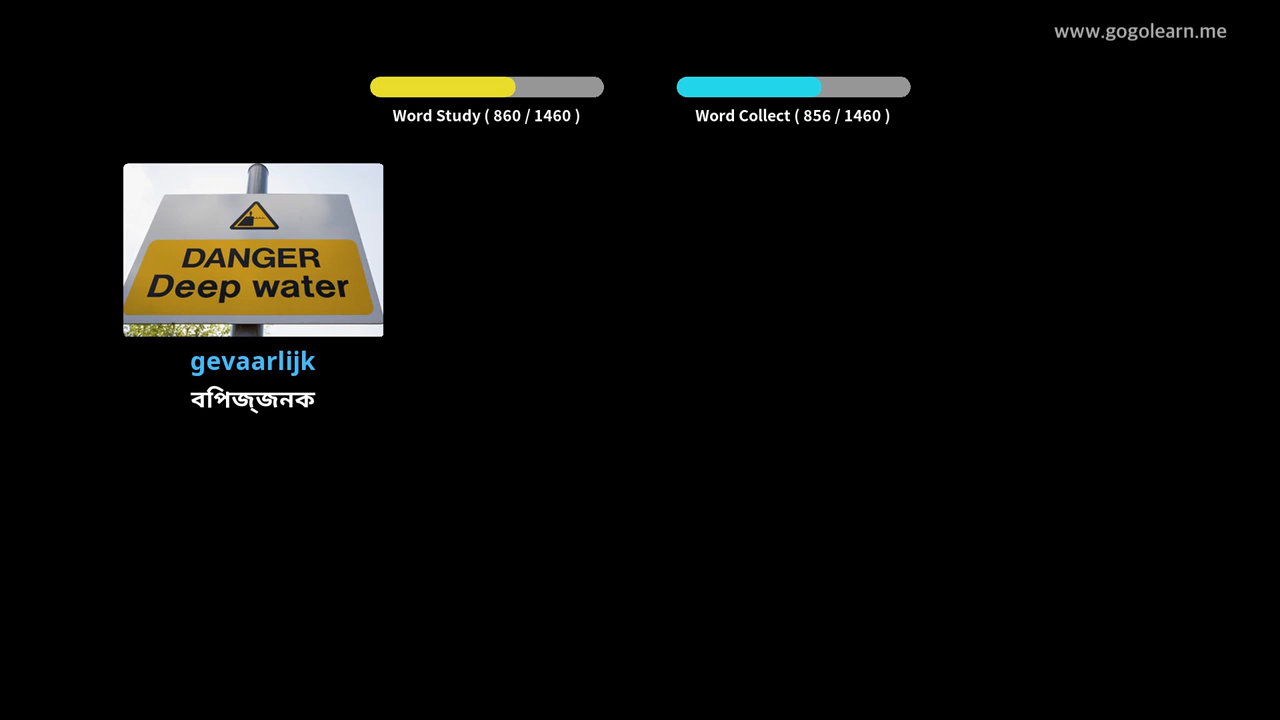 www.gogolearn.me
Word Study ( 860 / 1460 )
Word Collect ( 856 / 1460 )
DANGER
Deep water
gevaarlijk
বপিজ্‌জনক